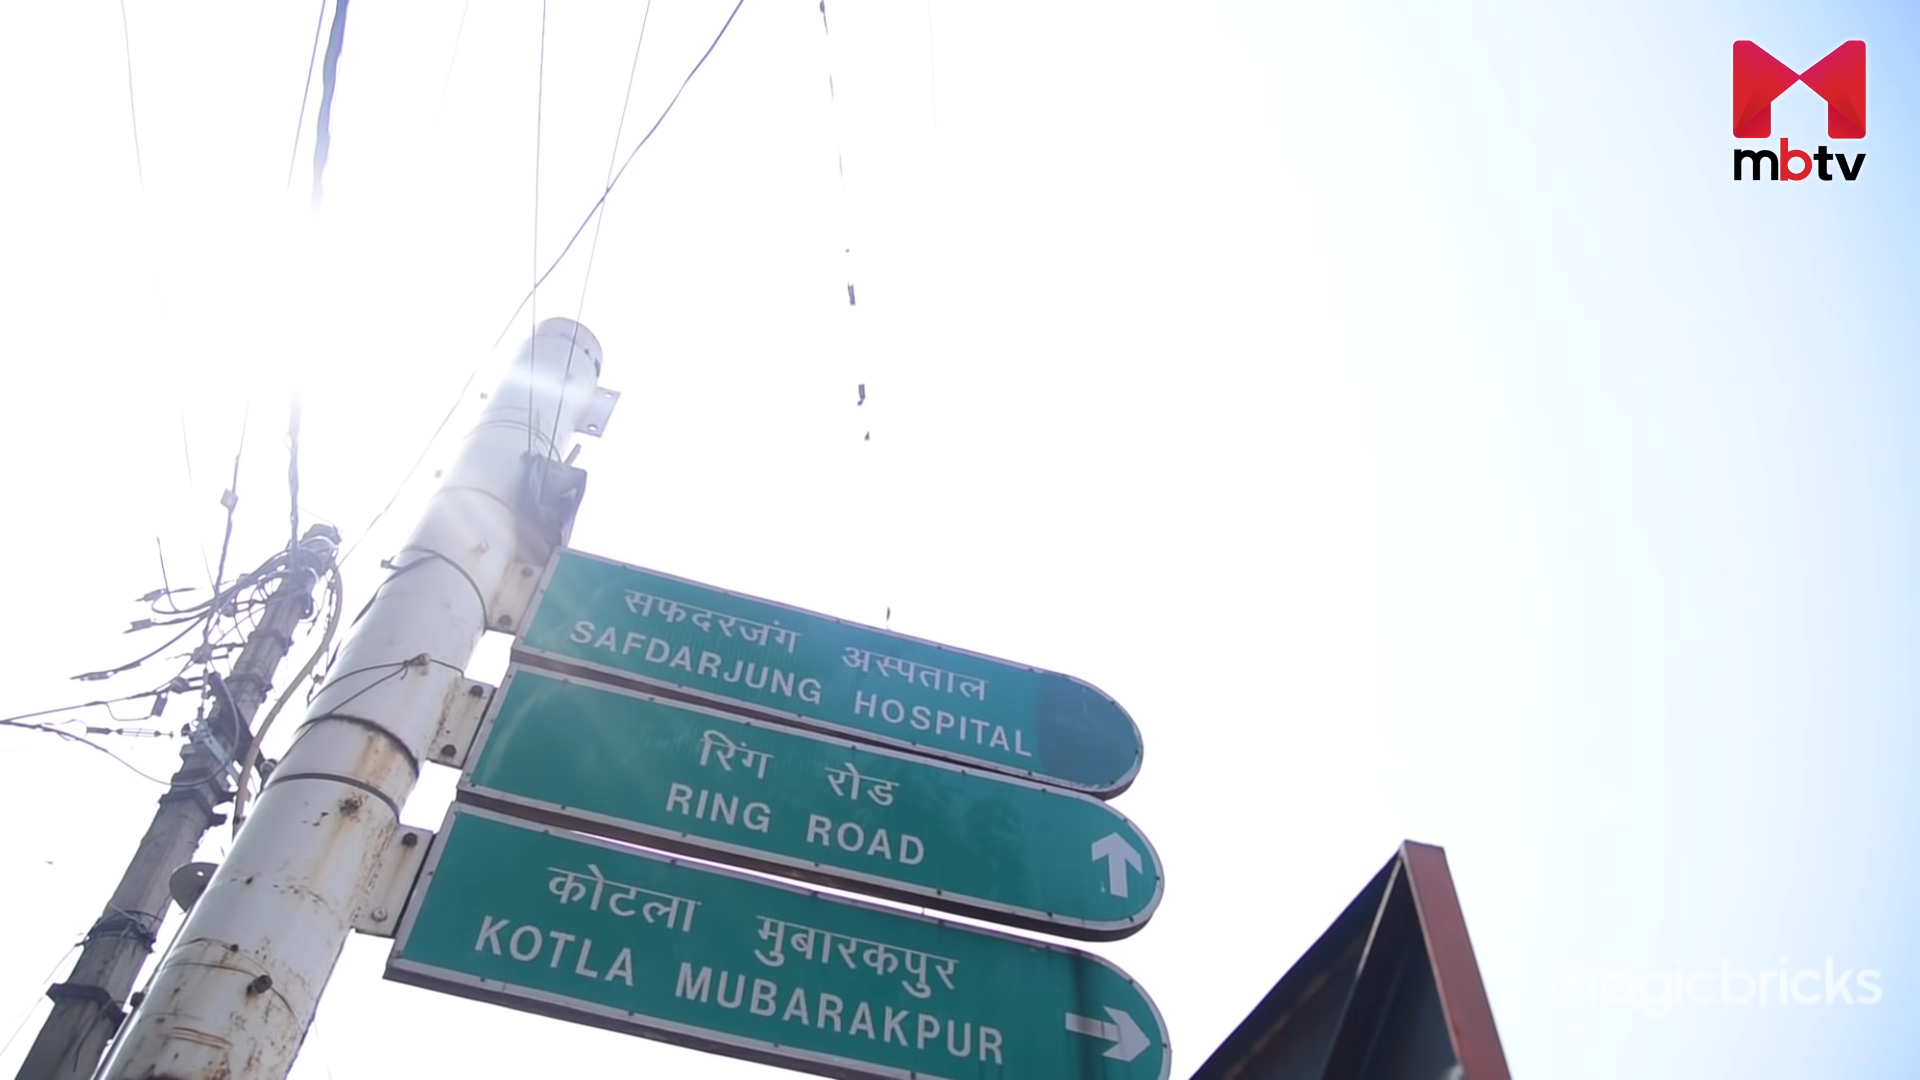 mbtv
सफदरजंग अस्पताल
SAFDARJUNG HOSPITAL
रिंग रोड
RING ROAD
कोटला मुबारकपुर
KOTLA MUBARAKPUR
magicbricks